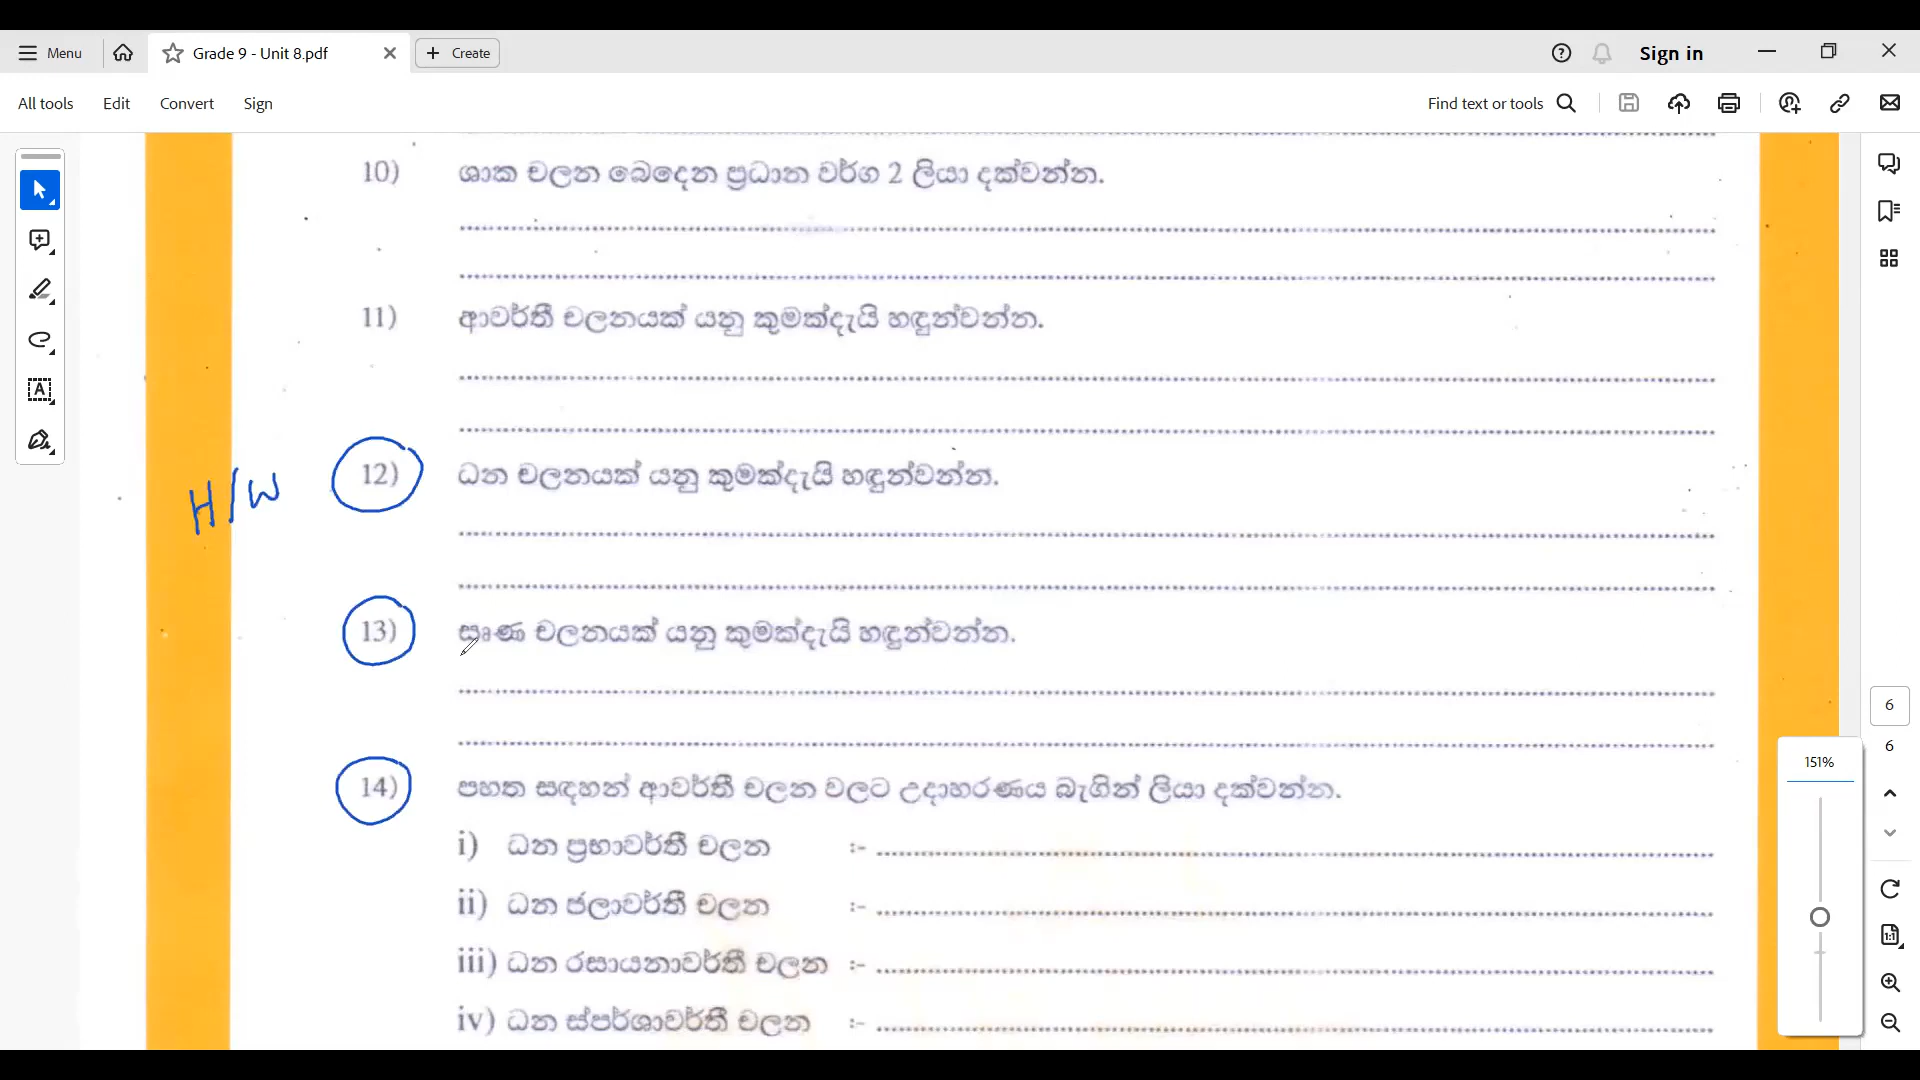 Menu
Grade 9 - Unit 8.pdf
Create
Sign in
All tools
Edit
Convert
Sign
Find text or tools
10) ශාක චලන බෙදෙන ප්‍රධාන වර්ග 2 ලියා දක්වන්න.
11) ආවර්තී චලනයක් යනු කුමක්දැයි හඳුන්වන්න.
H/W
12) ධන චලනයක් යනු කුමක්දැයි හඳුන්වන්න.
13) සෘණ චලනයක් යනු කුමක්දැයි හඳුන්වන්න.
14) පහත සඳහන් ආවර්තී චලන වලට උදාහරණය බැගින් ලියා දක්වන්න.
i) ධන ප්‍රභාවර්තී චලන :-
ii) ධන ජලාවර්තී චලන :-
iii) ධන රසායනාවර්තී චලන :-
iv) ධන ස්පර්ශාවර්තී චලන :-
6
6
151%